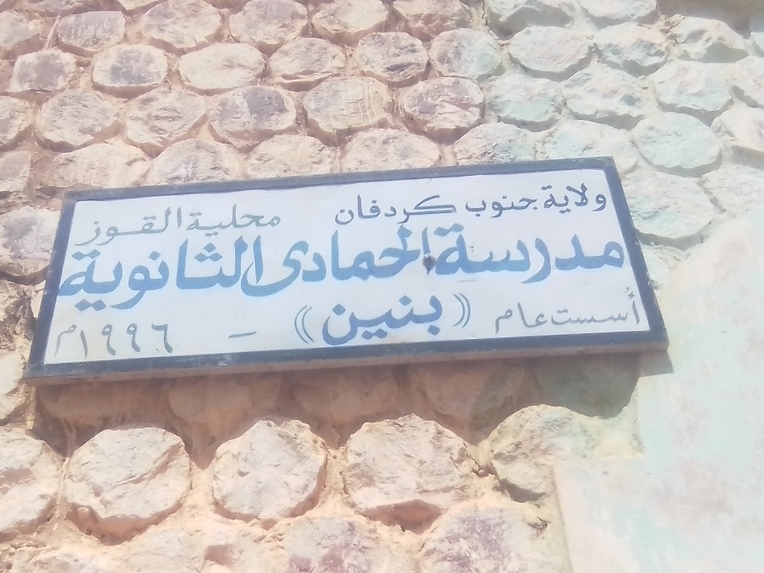 ولاية جنوب كردفان محلية القوز
مدرسة الحمادى الثانوية
((بنين))
أسست عام - ١٩٩٦م